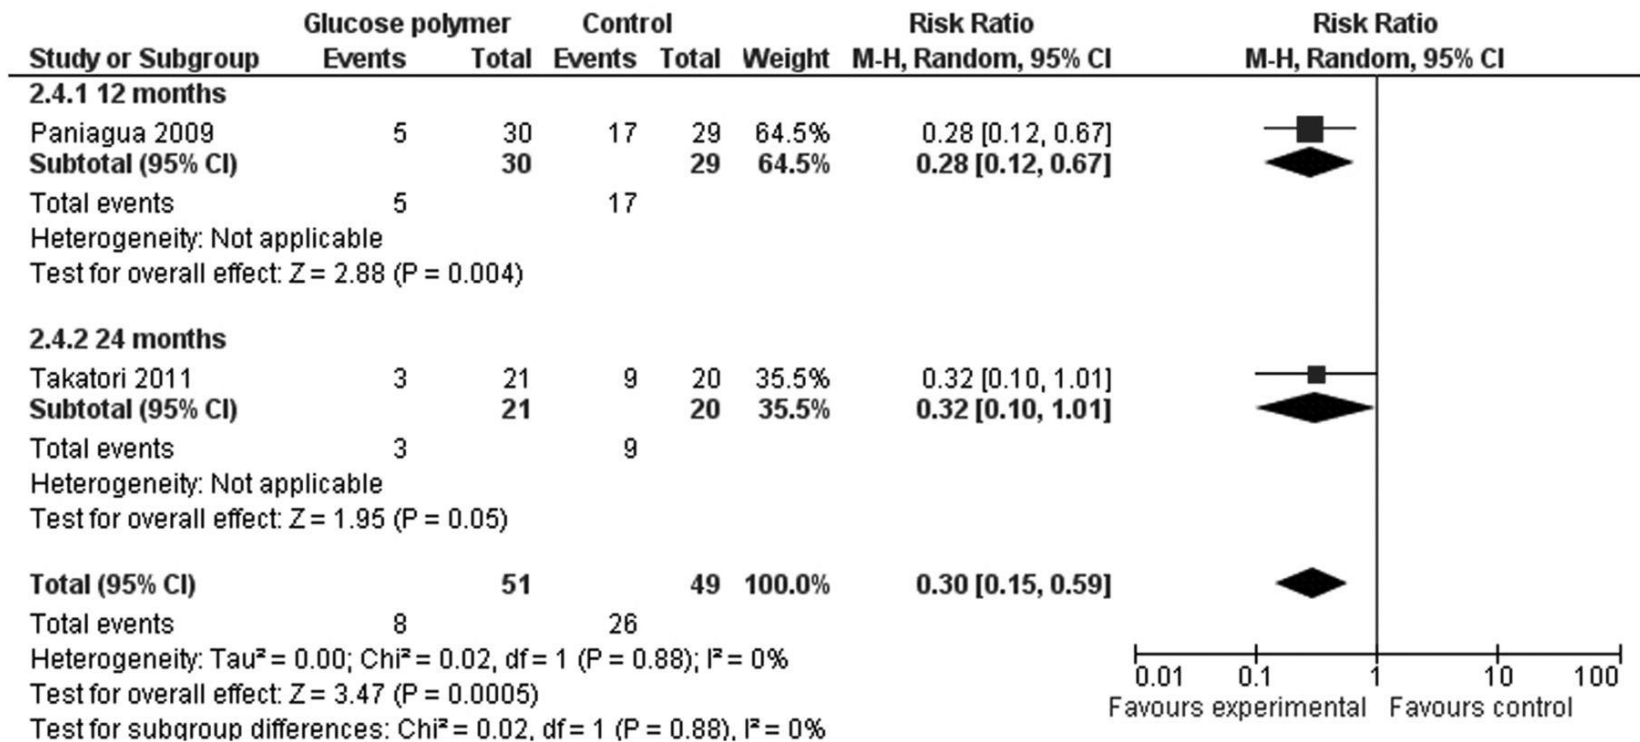 Glucose polymer Control Risk Ratio Risk Ratio
Study or Subgroup Events Total Events Total Weight M-H, Random, 95% CI M-H, Random, 95% CI
2.4.1 12 months
Paniagua 2009 5 30 17 29 64.5% 0.28 [0.12, 0.67]
Subtotal (95% CI) 30 29 64.5% 0.28 [0.12, 0.67]
Total events 5 17
Heterogeneity: Not applicable
Test for overall effect: Z = 2.88 (P = 0.004)
2.4.2 24 months
Takatori 2011 3 21 9 20 35.5% 0.32 [0.10, 1.01]
Subtotal (95% CI) 21 20 35.5% 0.32 [0.10, 1.01]
Total events 3 9
Heterogeneity: Not applicable
Test for overall effect: Z = 1.95 (P = 0.05)
Total (95% CI) 51 49 100.0% 0.30 [0.15, 0.59]
Total events 8 26
Heterogeneity: Tau² = 0.00; Chi² = 0.02, df = 1 (P = 0.88); I² = 0%
0.01 0.1 1 10 100
Test for overall effect: Z = 3.47 (P = 0.0005)
Favours experimental Favours control
Test for subgroup differences: Chi² = 0.02, df = 1 (P = 0.88), I² = 0%